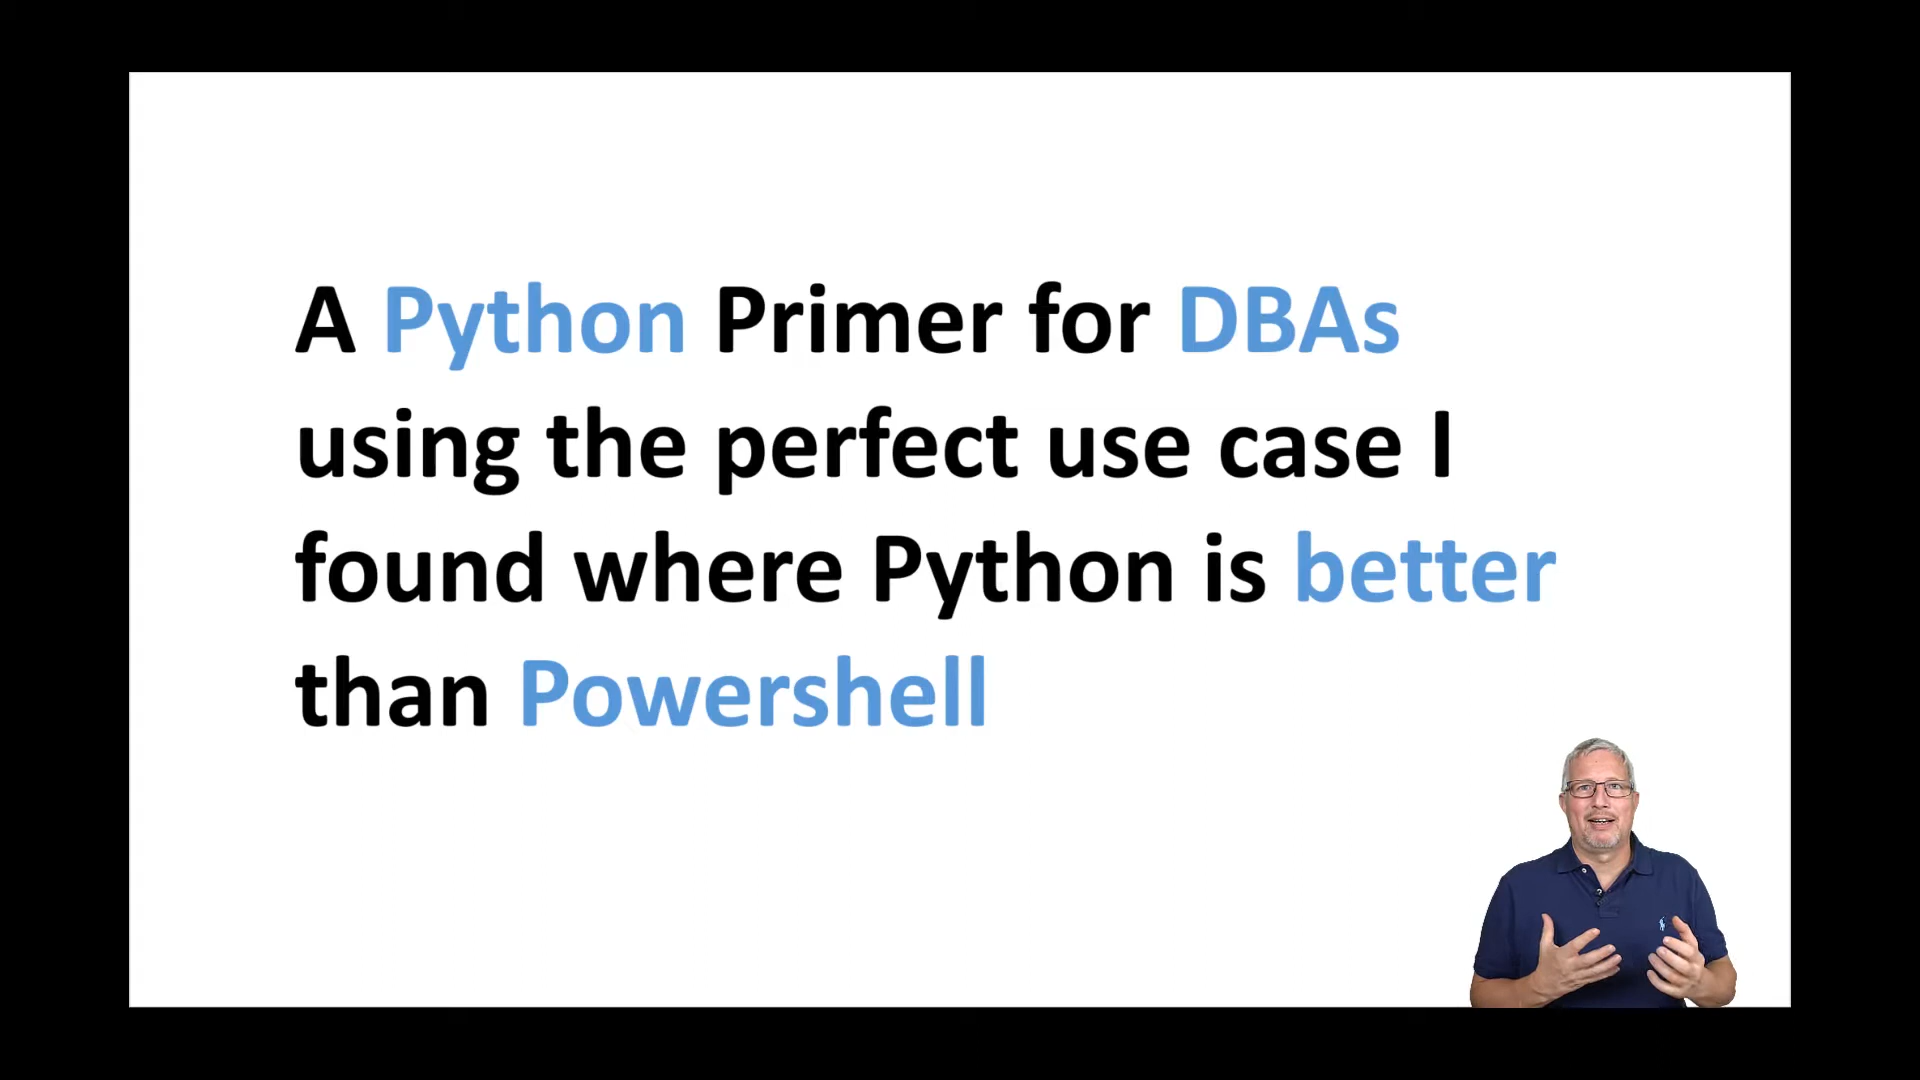 A Python Primer for DBAs
using the perfect use case I
found where Python is better
than Powershell